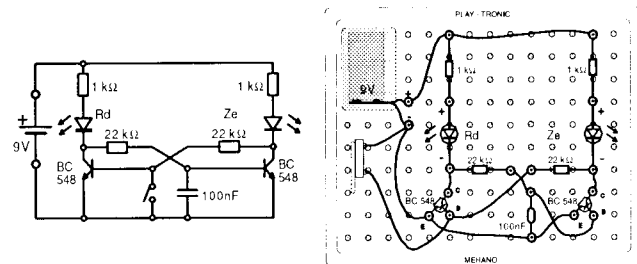 1 kΩ
1 kΩ
Rd
Ze
+
9V
22 kΩ
22 kΩ
BC
548
BC
548
100nF
PLAY-TRONIC
1 kΩ
1 kΩ
9V
+
-
+
+
Rd
Ze
-
-
22 kΩ
22 kΩ
C
C
BC 548
BC 548
B
B
E
E
100nF
MEHANO